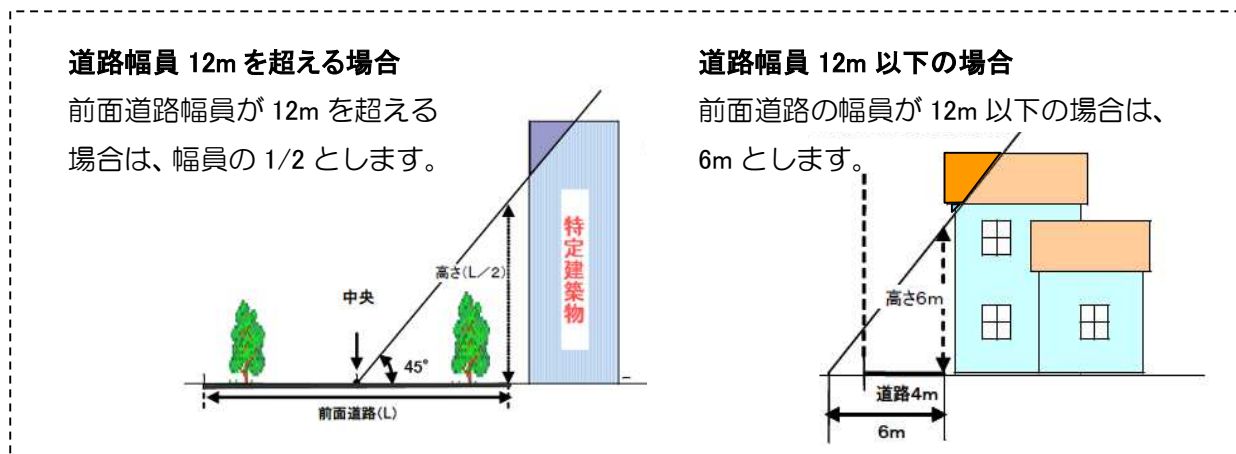 道路幅員 12m を超える場合
前面道路幅員が 12m を超える
場合は、幅員の 1/2 とします。
特定建築物
高さ(L/2)
中央
45°
前面道路(L)
道路幅員 12m 以下の場合
前面道路の幅員が 12m 以下の場合は、
6m とします。
高さ6m
道路4m
6m